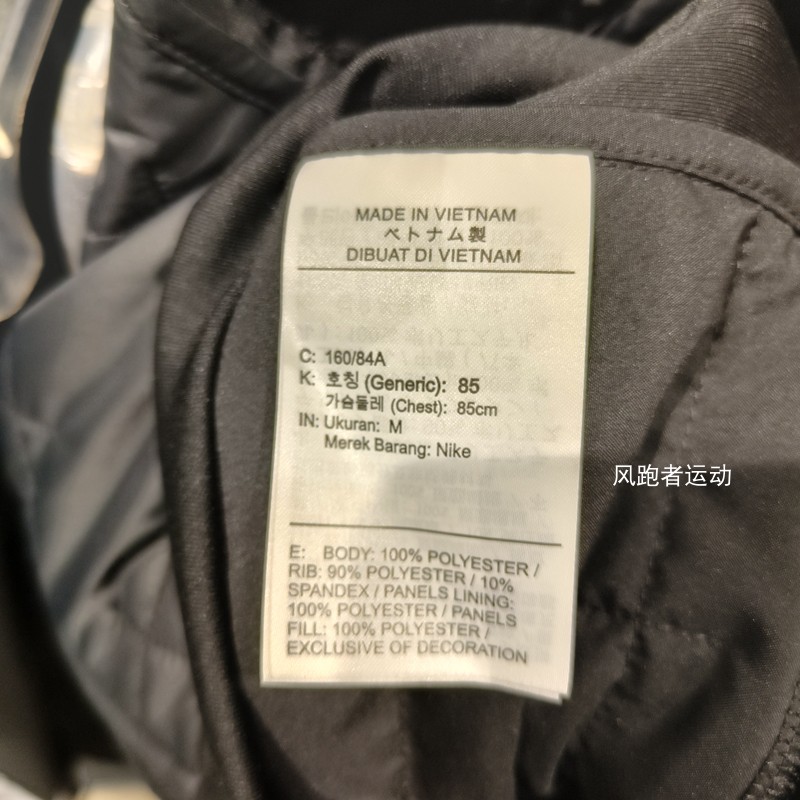 MADE IN VIETNAM
ベトナム製
DIBUAT DI VIETNAM
C: 160/84A
K: 호칭 (Generic): 85
가슴둘레 (Chest): 85cm
IN: Ukuran: M
Merek Barang: Nike
风跑者运动
E: BODY: 100% POLYESTER /
RIB: 90% POLYESTER / 10%
SPANDEX / PANELS LINING:
100% POLYESTER / PANELS
FILL: 100% POLYESTER /
EXCLUSIVE OF DECORATION